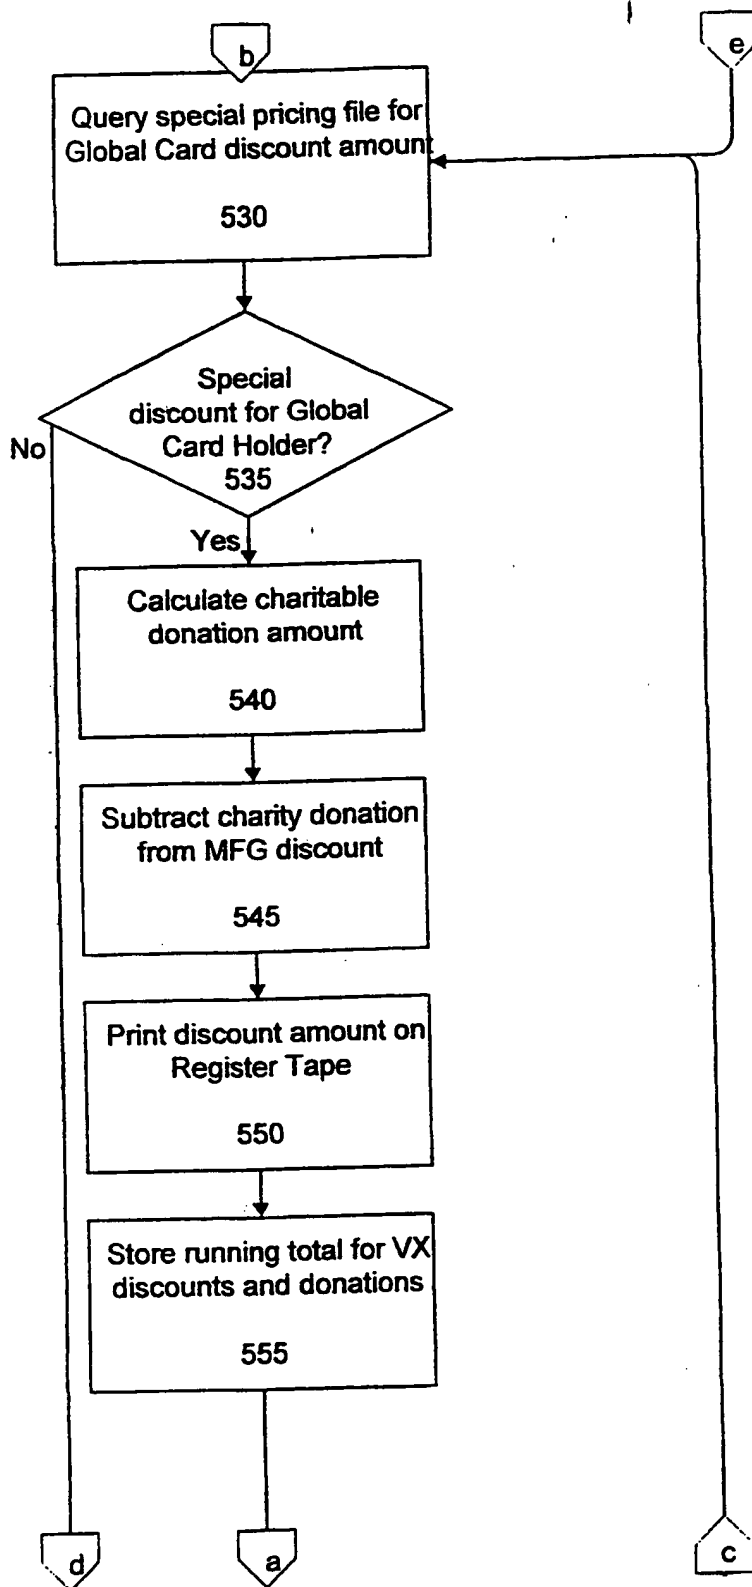 b
e
Query special pricing file for
Global Card discount amount
530
Special
discount for Global
Card Holder?
535
No
Yes
Calculate charitable
donation amount
540
Subtract charity donation
from MFG discount
545
Print discount amount on
Register Tape
550
Store running total for VX
discounts and donations
555
d
a
c